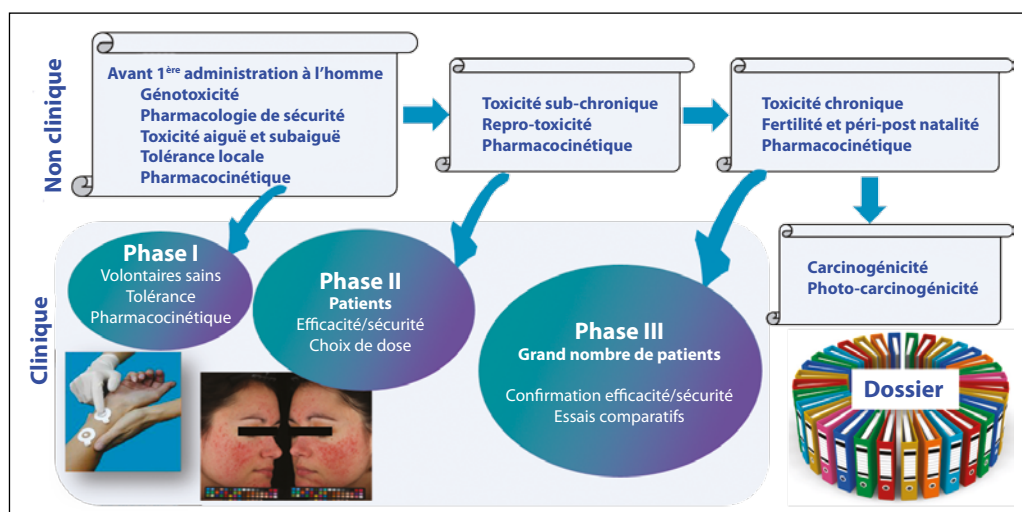 Non clinique
Avant 1ère administration à l'homme
Génotoxicité
Pharmacologie de sécurité
Toxicité aiguë et subaiguë
Tolérance locale
Pharmacocinétique
Toxicité sub-chronique
Repro-toxicité
Pharmacocinétique
Toxicité chronique
Fertilité et péri-post natalité
Pharmacocinétique
Carcinogénicité
Photo-carcinogénicité
Clinique
Phase I
Volontaires sains
Tolérance
Pharmacocinétique
Phase II
Patients
Efficacité/sécurité
Choix de dose
Phase III
Grand nombre de patients
Confirmation efficacité/sécurité
Essais comparatifs
Dossier